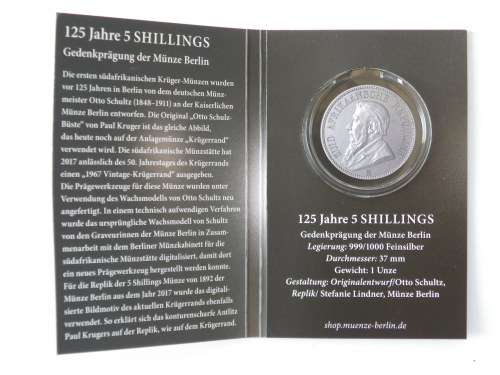 125 Jahre 5 SHILLINGS
Gedenkprägung der Münze Berlin
Die ersten südafrikanischen Krüger-Münzen wurden
vor 125 Jahren in Berlin von dem deutschen Münz-
meister Otto Schultz (1848-1911) an der Kaiserlichen
Münze Berlin entworfen. Die Original „Otto Schulz-
Büste" von Paul Kruger ist das gleiche Abbild,
das heute noch auf der Anlagemünze „Krügerrand"
verwendet wird. Die südafrikanische Münzstätte hat
2017 anlässlich des 50. Jahrestages des Krügerrands
einen „1967 Vintage-Krügerrand" ausgegeben.
Die Prägewerkzeuge für diese Münze wurden unter
Verwendung des Wachsmodells von Otto Schultz neu
angefertigt. In einem technisch aufwendigen Verfahren
wurde das ursprüngliche Wachsmodell von Schultz
von den Graveurinnen der Münze Berlin in Zusam-
menarbeit mit dem Berliner Münzkabinett für die
südafrikanische Münzstätte digitalisiert, damit dort
ein neues Prägewerkzeug hergestellt werden konnte.
Für die Replik der 5 Shillings Münze von 1892 der
Münze Berlin aus dem Jahr 2017 wurde das digitali-
sierte Bildmotiv des aktuellen Krügerrands ebenfalls
verwendet. So erklärt sich das konturenscharfe Antlitz
Paul Krugers auf der Replik, wie auf dem Krügerrand.
125 Jahre 5 SHILLINGS
Gedenkprägung der Münze Berlin
Legierung: 999/1000 Feinsilber
Durchmesser: 37 mm
Gewicht: 1 Unze
Gestaltung: Originalentwurf/Otto Schultz,
Replik/ Stefanie Lindner, Münze Berlin
shop.muenze-berlin.de